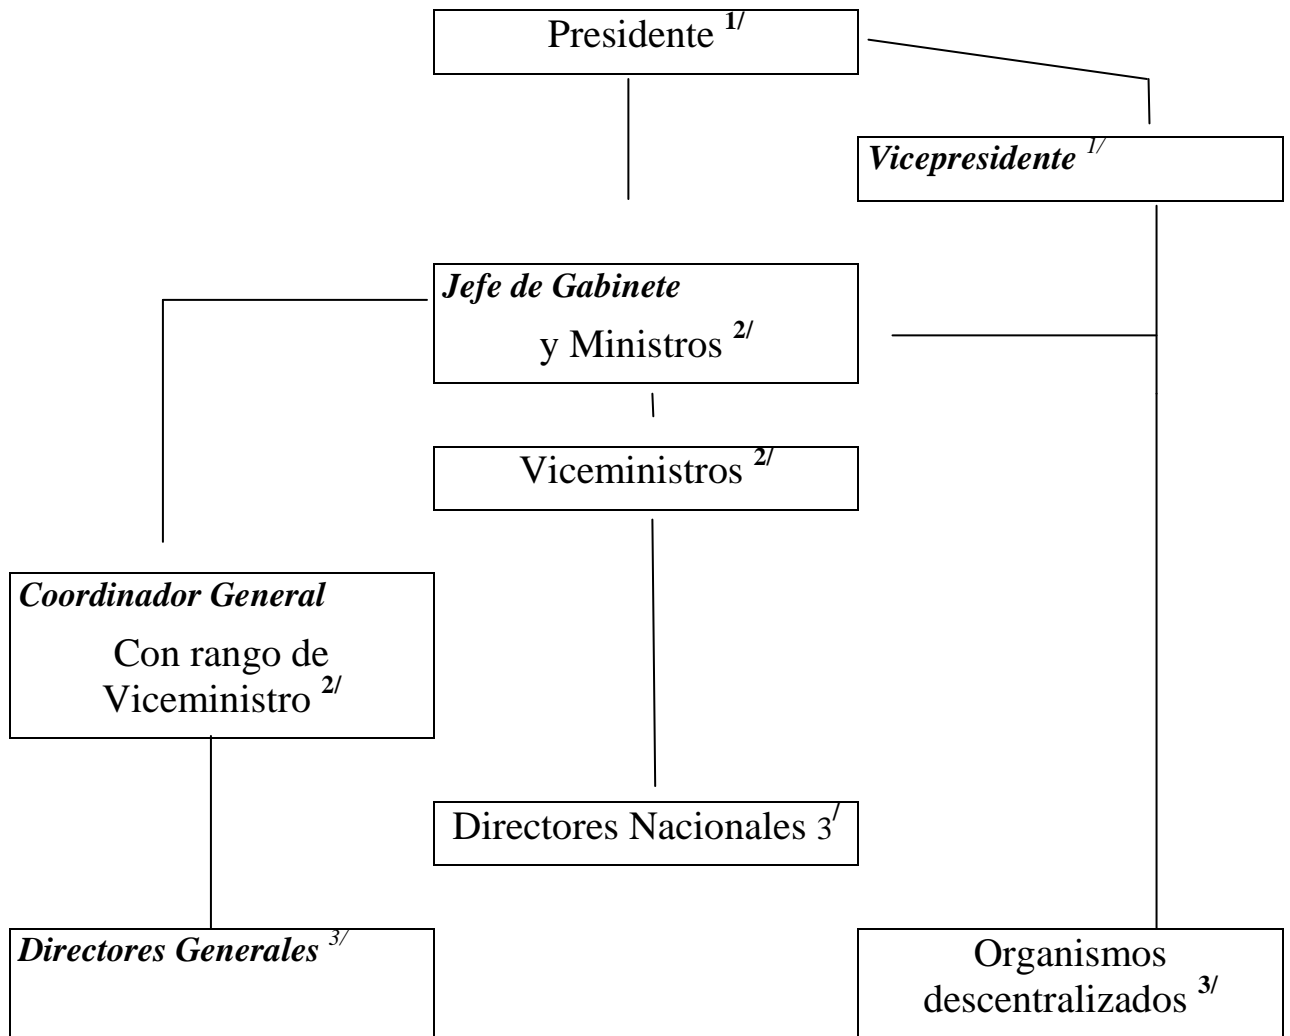 Presidente 1/
Vicepresidente 1/
Jefe de Gabinete
y Ministros 2/
Viceministros 2/
Coordinador General
Con rango de
Viceministro 2/
Directores Nacionales 3/
Directores Generales 3/
Organismos
descentralizados 3/